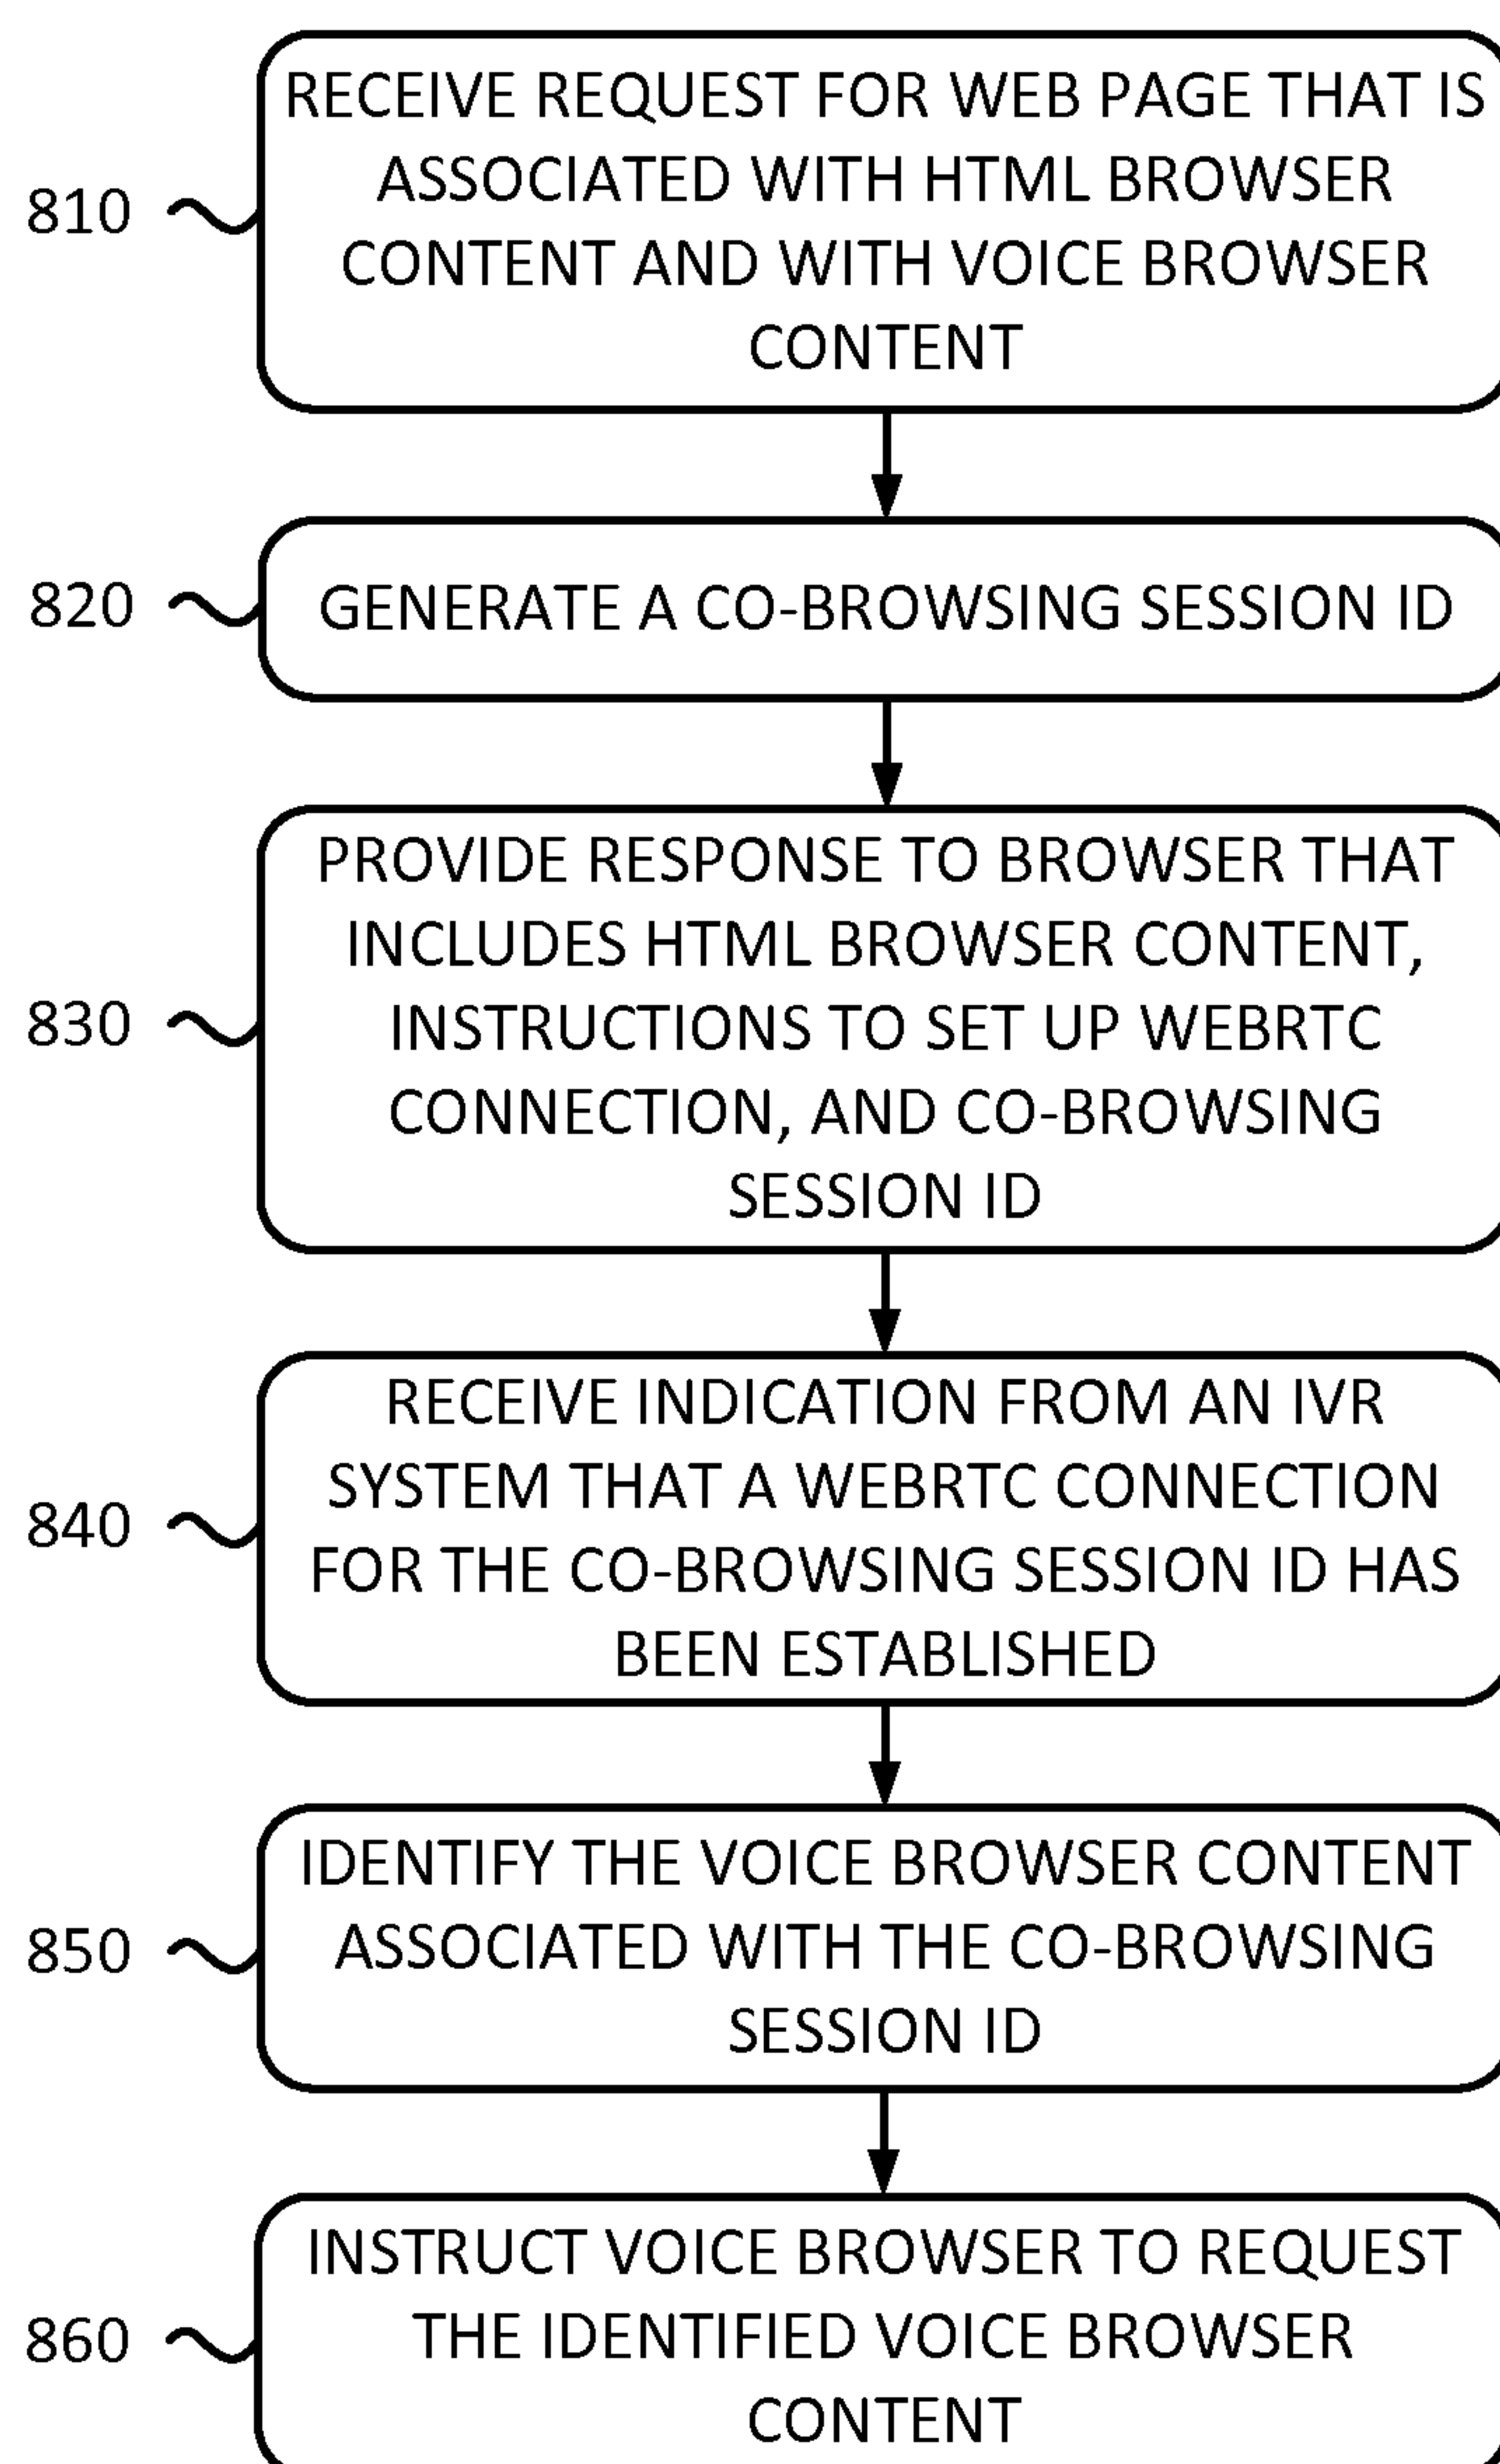 RECEIVE REQUEST FOR WEB PAGE THAT IS
ASSOCIATED WITH HTML BROWSER
810
CONTENT AND WITH VOICE BROWSER
CONTENT
820
GENERATE A CO-BROWSING SESSION ID
PROVIDE RESPONSE TO BROWSER THAT
INCLUDES HTML BROWSER CONTENT,
830
INSTRUCTIONS TO SET UP WEBRTC
CONNECTION, AND CO-BROWSING
SESSION ID
RECEIVE INDICATION FROM AN IVR
SYSTEM THAT A WEBRTC CONNECTION
840
FOR THE CO-BROWSING SESSION ID HAS
BEEN ESTABLISHED
IDENTIFY THE VOICE BROWSER CONTENT
850
ASSOCIATED WITH THE CO-BROWSING
SESSION ID
INSTRUCT VOICE BROWSER TO REQUEST
860
THE IDENTIFIED VOICE BROWSER
CONTENT